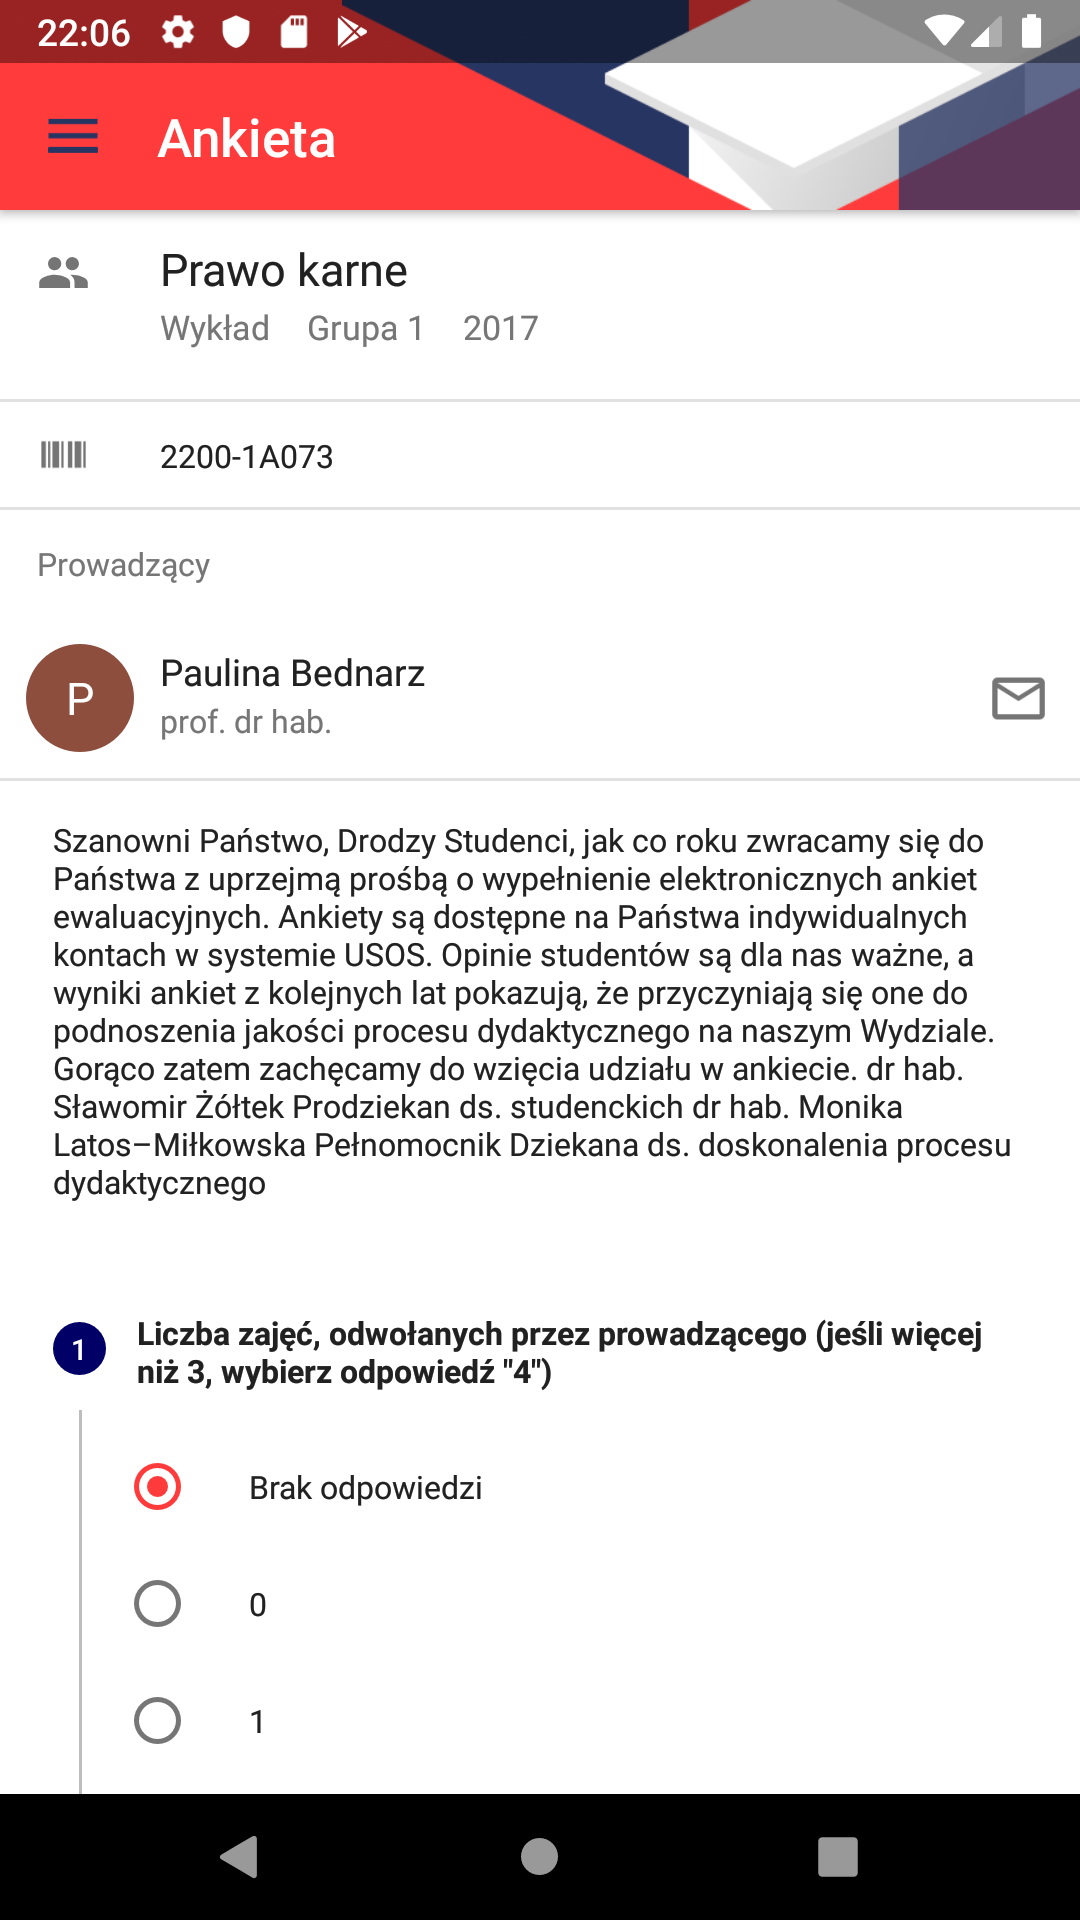 22:06
Ankieta
Prawo karne
Wykład Grupa 1 2017
2200-1A073
Prowadzący
P
Paulina Bednarz
prof. dr hab.
Szanowni Państwo, Drodzy Studenci, jak co roku zwracamy się do
Państwa z uprzejmą prośbą o wypełnienie elektronicznych ankiet
ewaluacyjnych. Ankiety są dostępne na Państwa indywidualnych
kontach w systemie USOS. Opinie studentów są dla nas ważne, a
wyniki ankiet z kolejnych lat pokazują, że przyczyniają się one do
podnoszenia jakości procesu dydaktycznego na naszym Wydziale.
Gorąco zatem zachęcamy do wzięcia udziału w ankiecie. dr hab.
Sławomir Żółtek Prodziekan ds. studenckich dr hab. Monika
Latos–Miłkowska Pełnomocnik Dziekana ds. doskonalenia procesu
dydaktycznego
1
Liczba zajęć, odwołanych przez prowadzącego (jeśli więcej
niż 3, wybierz odpowiedź "4")
Brak odpowiedzi
0
1